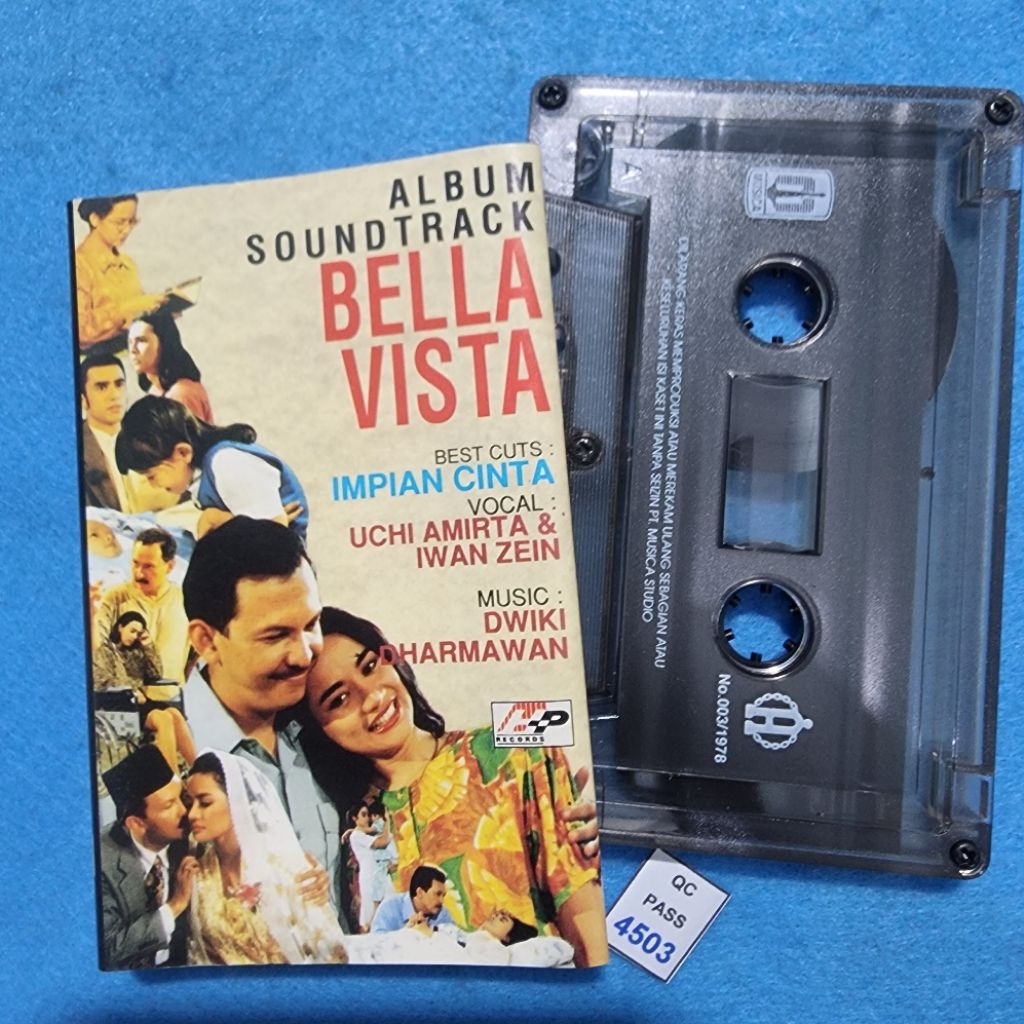 ALBUM
SOUNDTRACK
BELLA
VISTA
BEST CUTS :
IMPIAN CINTA
VOCAL :
UCHI AMIRTA &
IWAN ZEIN
MUSIC :
DWIKI
DHARMAWAN
RECORDS
A
MUSICA
DILARANG KERAS MEMPRODUKSI ATAU MEREKAM ULANG SEBAGIAN ATAU
KESELURUHAN ISI KASET INI TANPA SEIZIN PT. MUSICA STUDIO
No.003/1978
QC
PASS
4503